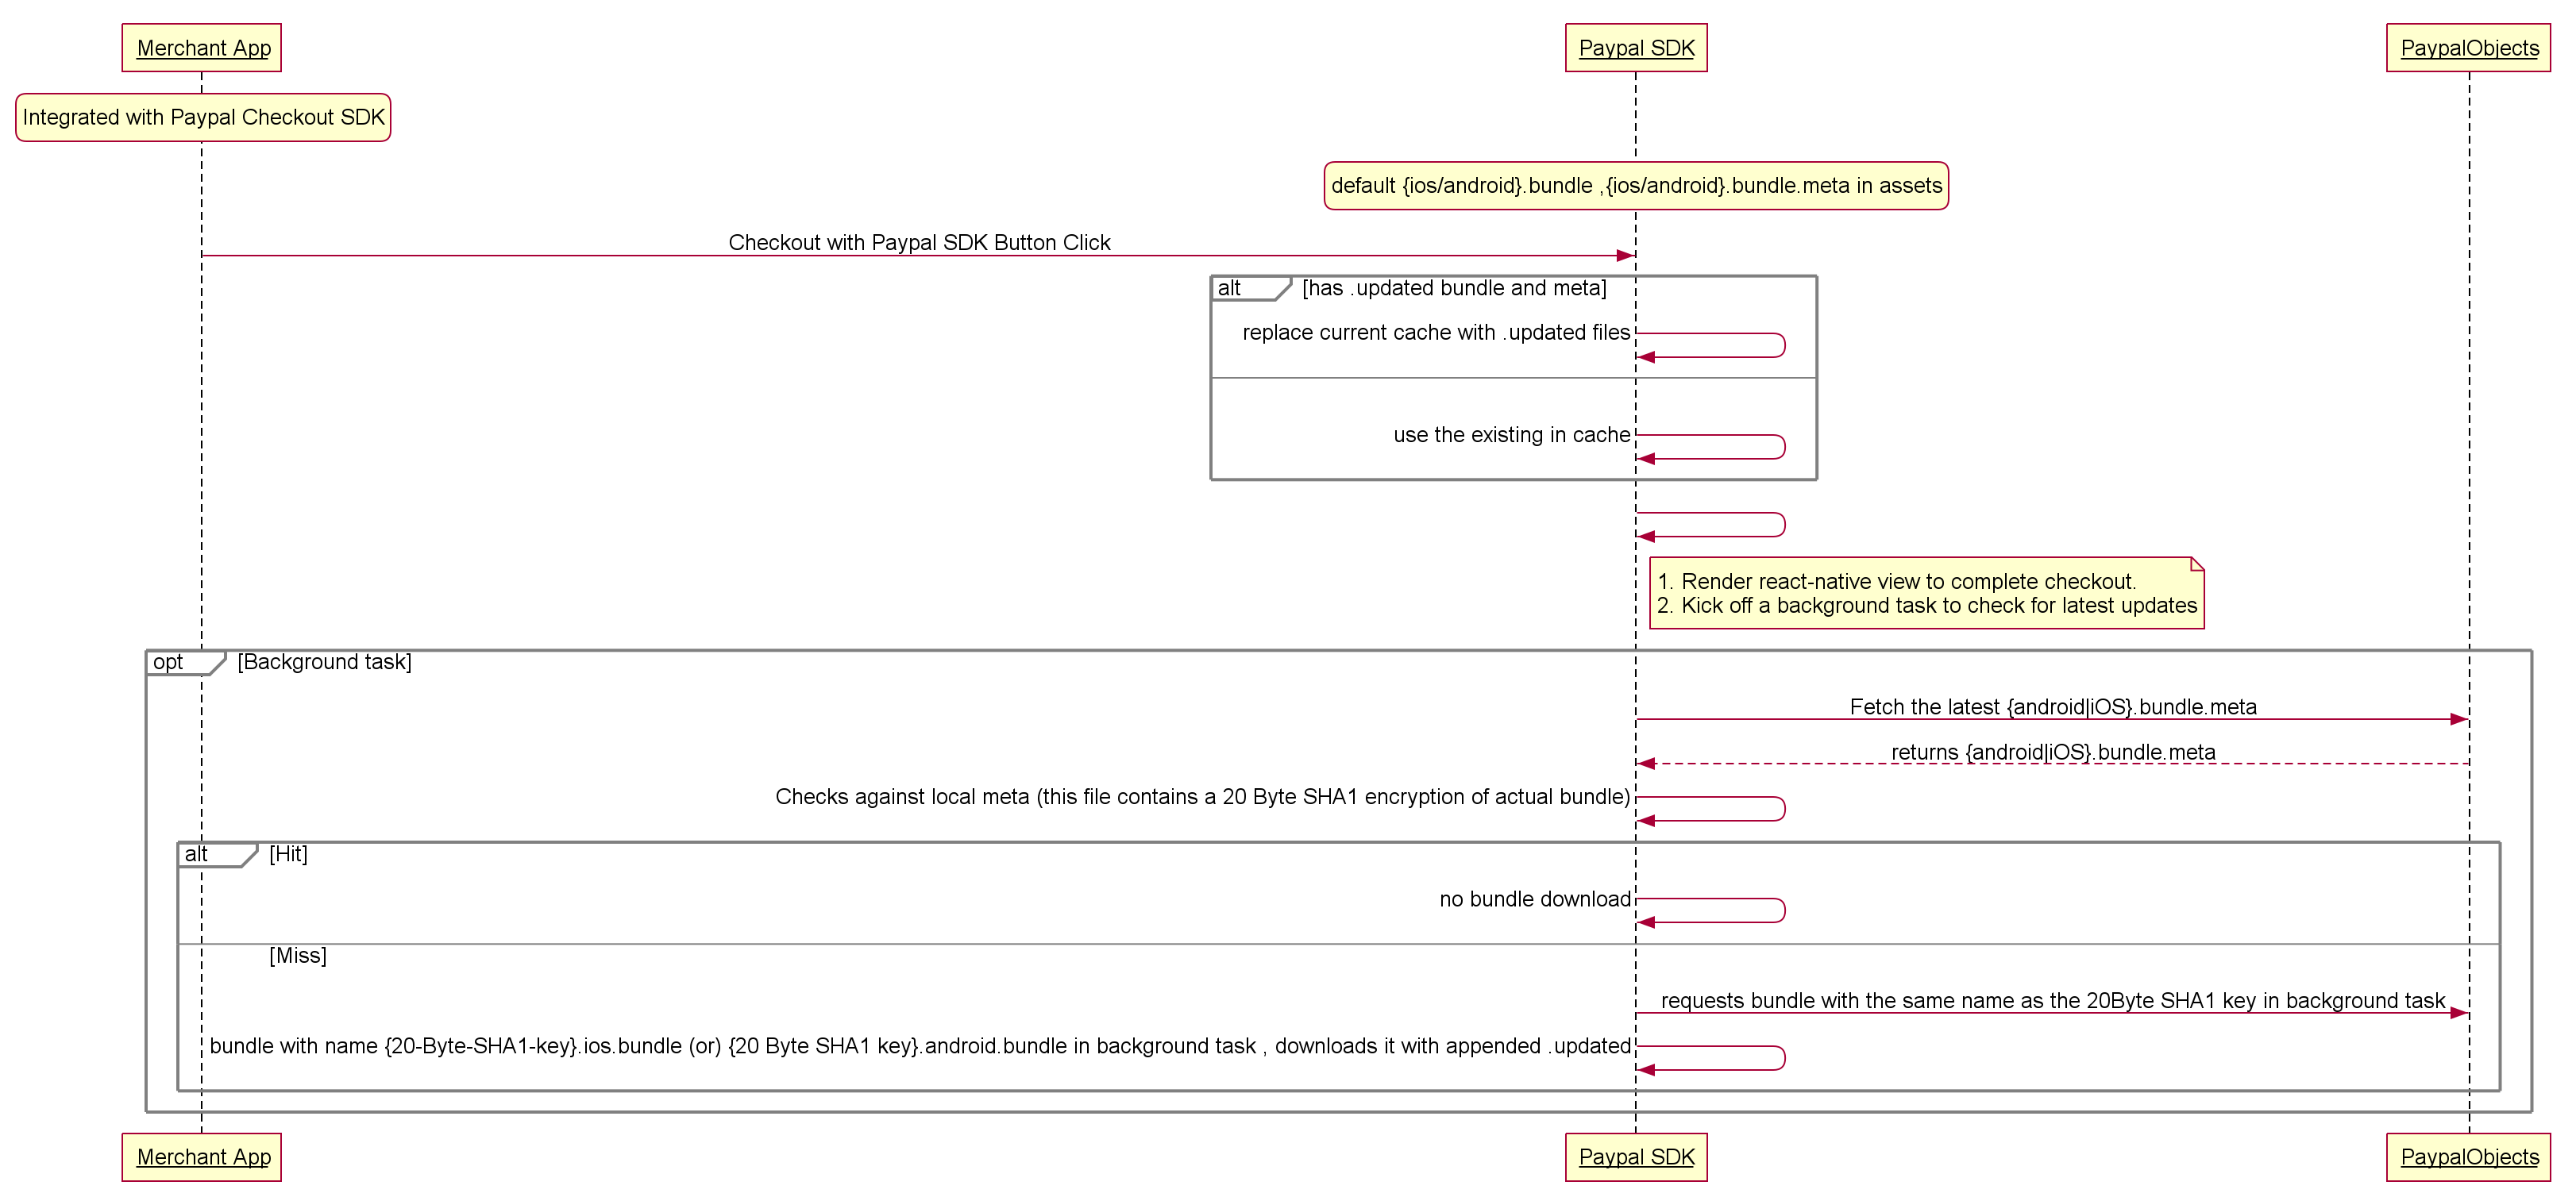 Merchant App
Paypal SDK
PaypalObjects
Integrated with Paypal Checkout SDK
default {ios/android}.bundle ,{ios/android}.bundle.meta in assets
Checkout with Paypal SDK Button Click
alt
[has .updated bundle and meta]
replace current cache with .updated files
use the existing in cache
1. Render react-native view to complete checkout.
2. Kick off a background task to check for latest updates
opt
[Background task]
Fetch the latest {android|iOS}.bundle.meta
returns {android|iOS}.bundle.meta
Checks against local meta (this file contains a 20 Byte SHA1 encryption of actual bundle)
alt
[Hit]
no bundle download
[Miss]
requests bundle with the same name as the 20Byte SHA1 key in background task
bundle with name {20-Byte-SHA1-key}.ios.bundle (or) {20 Byte SHA1 key}.android.bundle in background task , downloads it with appended .updated
Merchant App
Paypal SDK
PaypalObjects